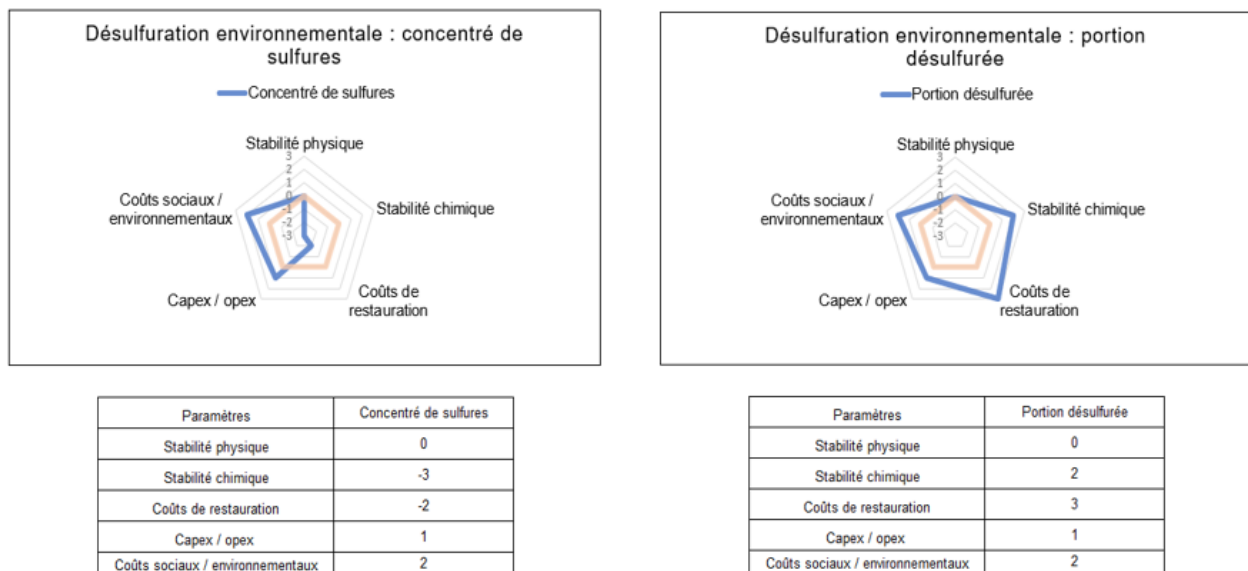 Désulfuration environnementale : concentré de
sulfures
Concentré de sulfures
Stabilité physique
3
2
1
0
-1
-2
-3
Coûts sociaux /
environnementaux
Stabilité chimique
Capex / opex
Coûts de
restauration
Désulfuration environnementale : portion
désulfurée
Portion désulfurée
Stabilité physique
3
2
1
0
-1
-2
-3
Coûts sociaux /
environnementaux
Stabilité chimique
Capex / opex
Coûts de
restauration
Paramètres Concentré de sulfures
Stabilité physique 0
Stabilité chimique -3
Coûts de restauration -2
Capex / opex 1
Coûts sociaux / environnementaux 2
Paramètres Portion désulfurée
Stabilité physique 0
Stabilité chimique 2
Coûts de restauration 3
Capex / opex 1
Coûts sociaux / environnementaux 2